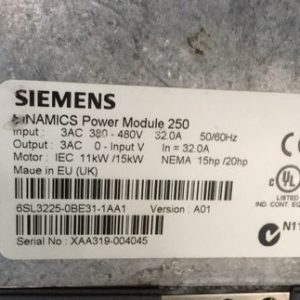 SIEMENS
SINAMICS Power Module 250
Input : 3AC 380 - 480V 32.0A 50/60Hz
Output : 3AC 0 - Input V In = 32.0A
Motor : IEC 11kW /15kW NEMA 15hp /20hp
Made in EU (UK)
6SL3225-0BE31-1AA1 Version : A01
Serial No : XAA319-004045
C
LISTED
IND. CONT. E
N11